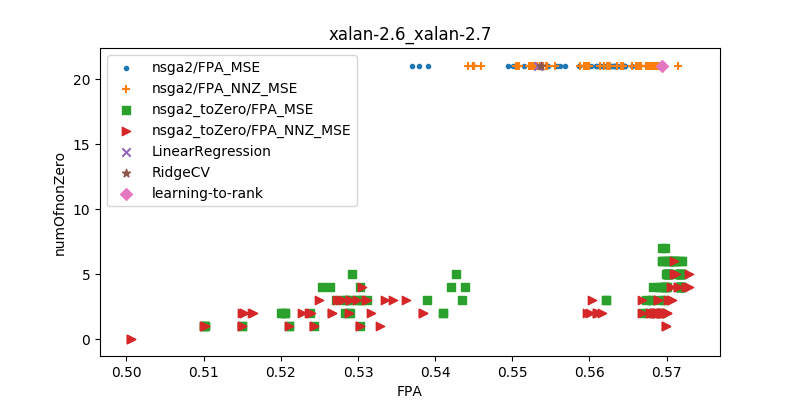 xalan-2.6_xalan-2.7
nsga2/FPA_MSE
nsga2/FPA_NNZ_MSE
nsga2_toZero/FPA_MSE
nsga2_toZero/FPA_NNZ_MSE
LinearRegression
RidgeCV
learning-to-rank
numOfnonZero
20
15
10
5
0
0.50 0.51 0.52 0.53 0.54 0.55 0.56 0.57
FPA